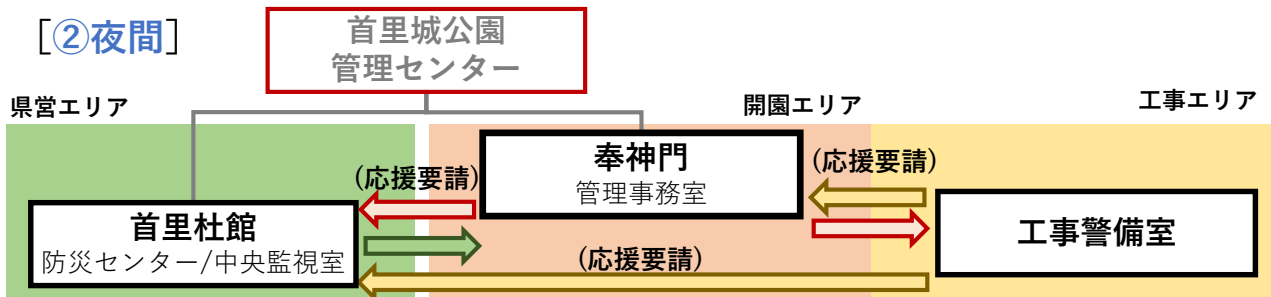 [②夜間]
首里城公園
管理センター
県営エリア
開園エリア
工事エリア
奉神門
管理事務室
(応援要請)
(応援要請)
首里杜館
防災センター/中央監視室
工事警備室
(応援要請)